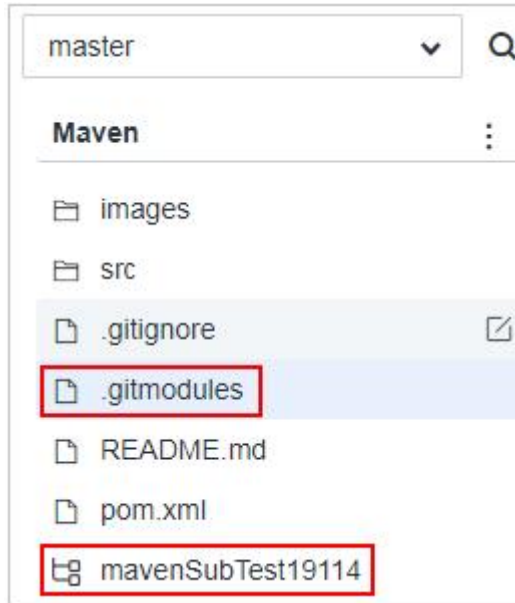 master
Maven
images
src
.gitignore
.gitmodules
README.md
pom.xml
mavenSubTest19114